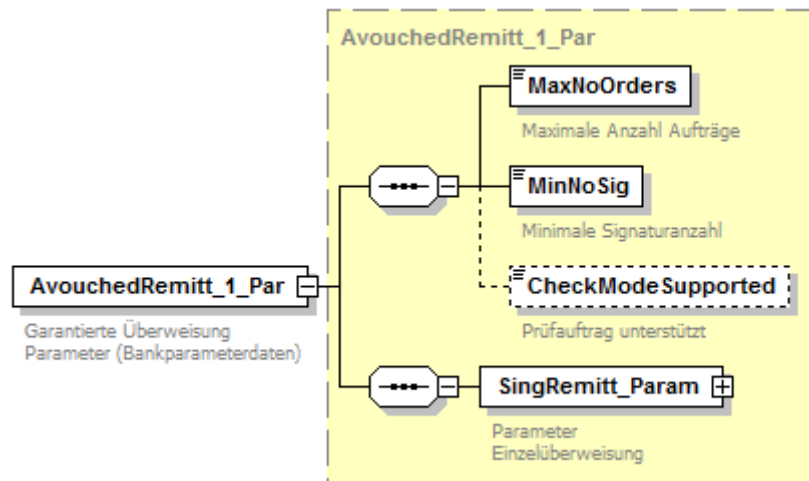 AvouchedRemitt_1_Par
MaxNoOrders
Maximale Anzahl Aufträge
MinNoSig
Minimale Signaturanzahl
AvouchedRemitt_1_Par
Garantierte Überweisung
Parameter (Bankparameterdaten)
CheckModeSupported
Prüfauftrag unterstützt
SingRemitt_Param
Parameter
Einzelüberweisung